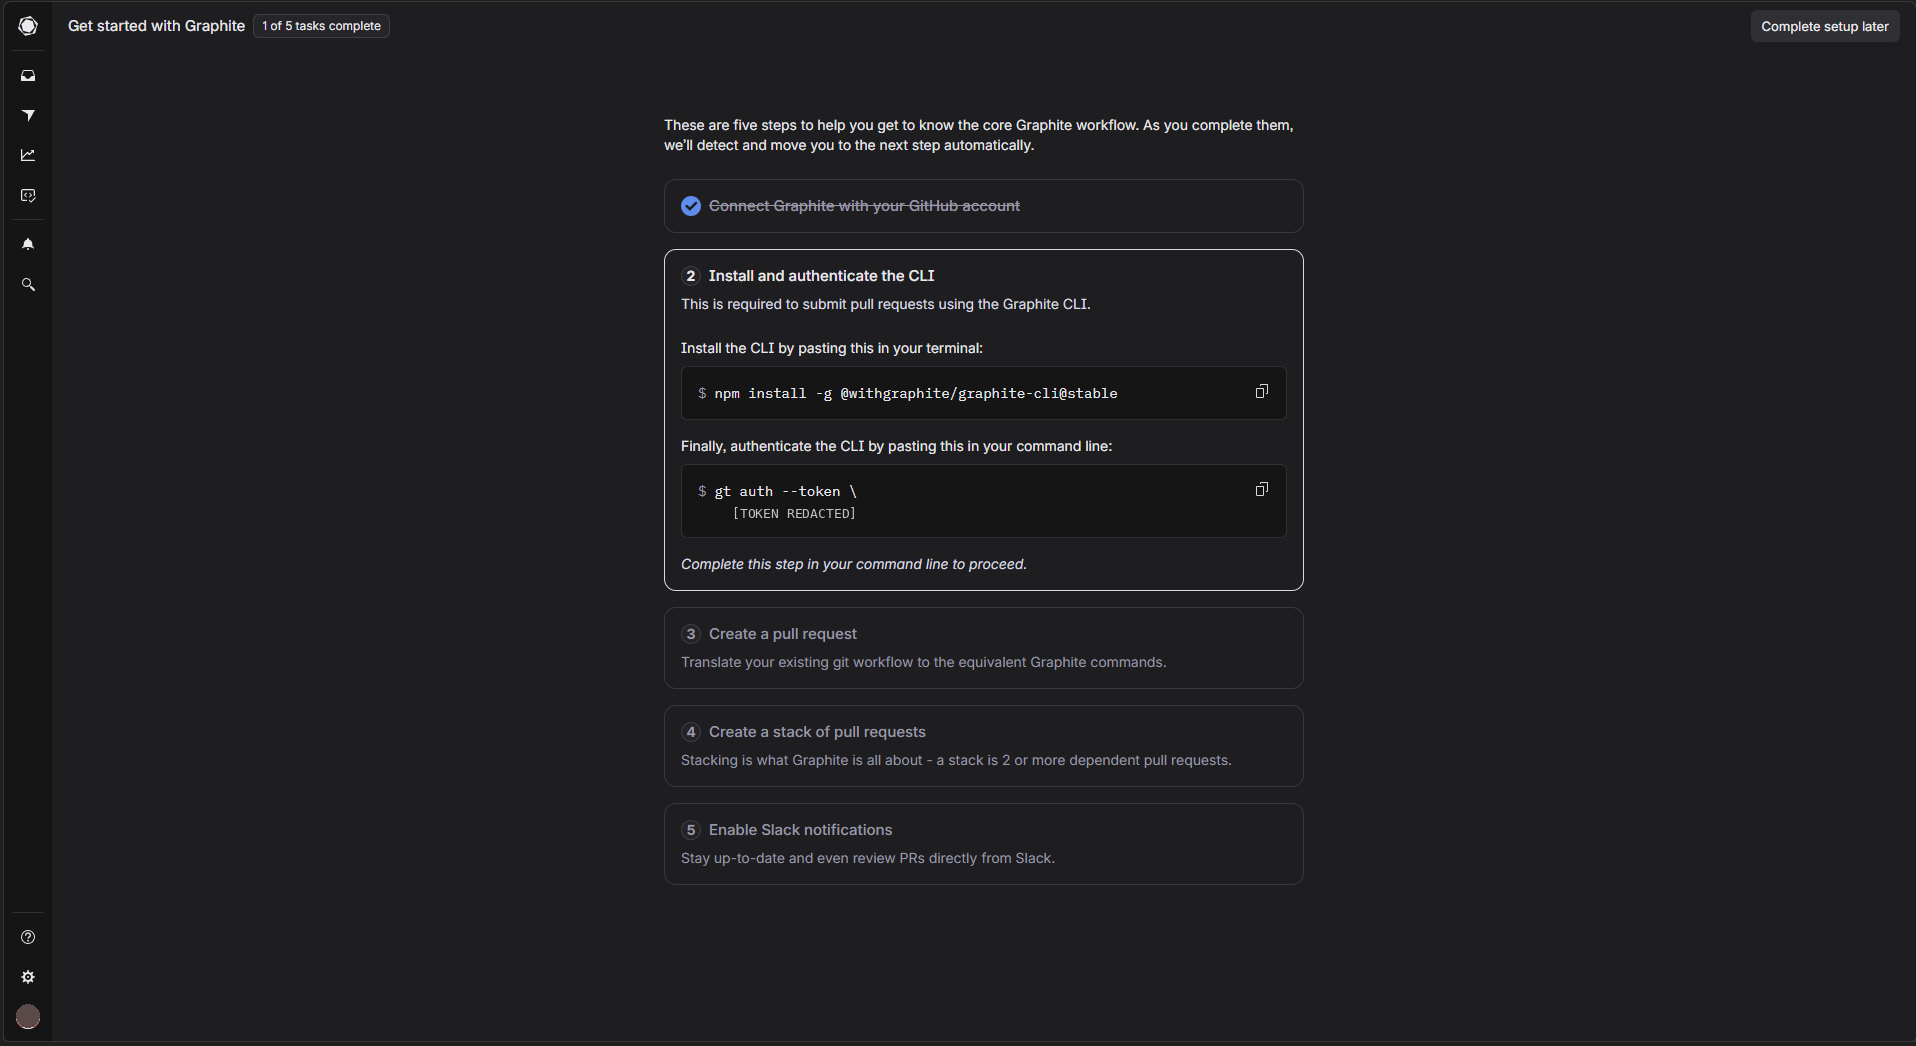 Get started with Graphite
1 of 5 tasks complete
Complete setup later
These are five steps to help you get to know the core Graphite workflow. As you complete them,
we'll detect and move you to the next step automatically.
Connect Graphite with your GitHub account
2 Install and authenticate the CLI
This is required to submit pull requests using the Graphite CLI.
Install the CLI by pasting this in your terminal:
$ npm install -g @withgraphite/graphite-cli@stable
Finally, authenticate the CLI by pasting this in your command line:
$ gt auth --token \
[TOKEN REDACTED]
Complete this step in your command line to proceed.
3 Create a pull request
Translate your existing git workflow to the equivalent Graphite commands.
4 Create a stack of pull requests
Stacking is what Graphite is all about - a stack is 2 or more dependent pull requests.
5 Enable Slack notifications
Stay up-to-date and even review PRs directly from Slack.